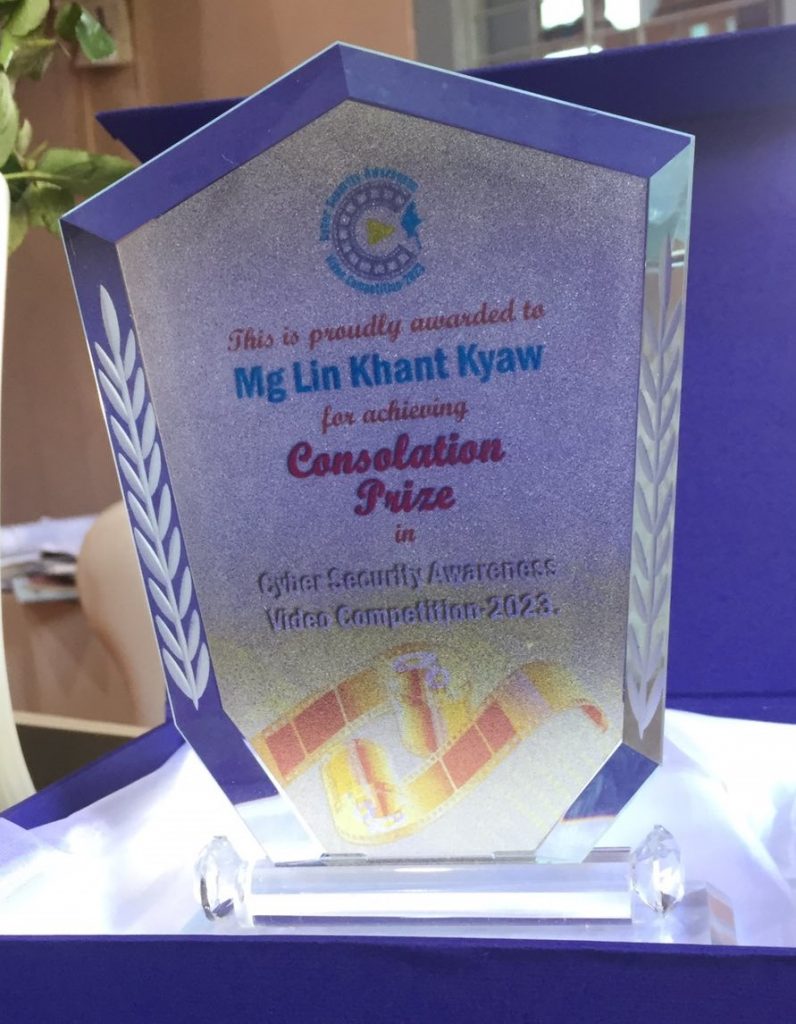 Cyber Security Awareness
Video Competition-2023
This is proudly awarded to
Mg Lin Khant Kyaw
for achieving
Consolation
Prize
in
Cyber Security Awareness
Video Competition-2023.